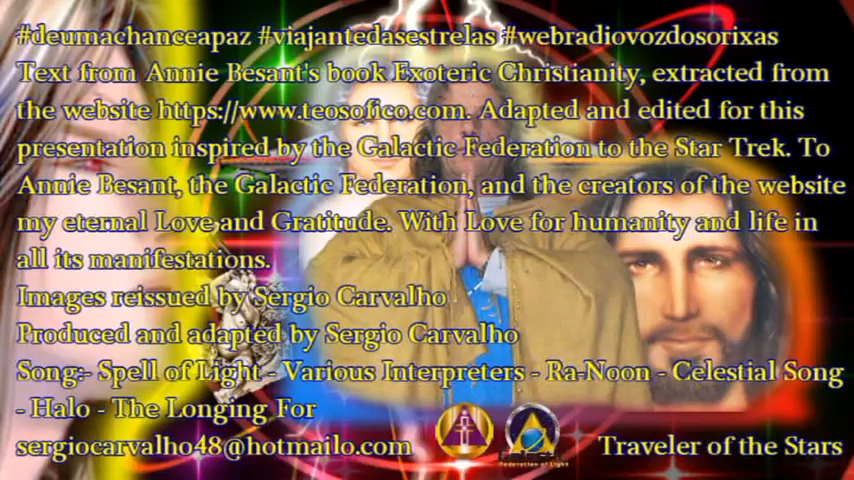 #deumachanceapaz #viajantedasestrelas #webradiovozdosorixas
Text from Annie Besant's book Exoteric Christianity, extracted from
the website https://www.teosofico.com. Adapted and edited for this
presentation inspired by the Galactic Federation to the Star Trek. To
Annie Besant, the Galactic Federation, and the creators of the website
my eternal Love and Gratitude. With Love for humanity and life in
all its manifestations.
Images reissued by Sergio Carvalho
Produced and adapted by Sergio Carvalho
Song:- Spell of Light - Various Interpreters - Ra-Noon - Celestial Song
- Halo - The Longing For
sergiocarvalho48@hotmailo.com
Federation of Light
Traveler of the Stars